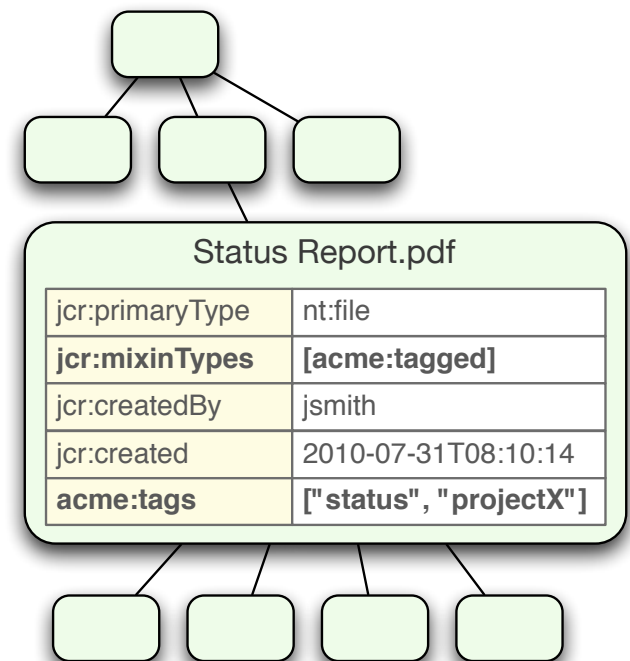 Status Report.pdf
jcr:primaryType nt:file
jcr:mixinTypes [acme:tagged]
jcr:createdBy jsmith
jcr:created 2010-07-31T08:10:14
acme:tags ["status", "projectX"]